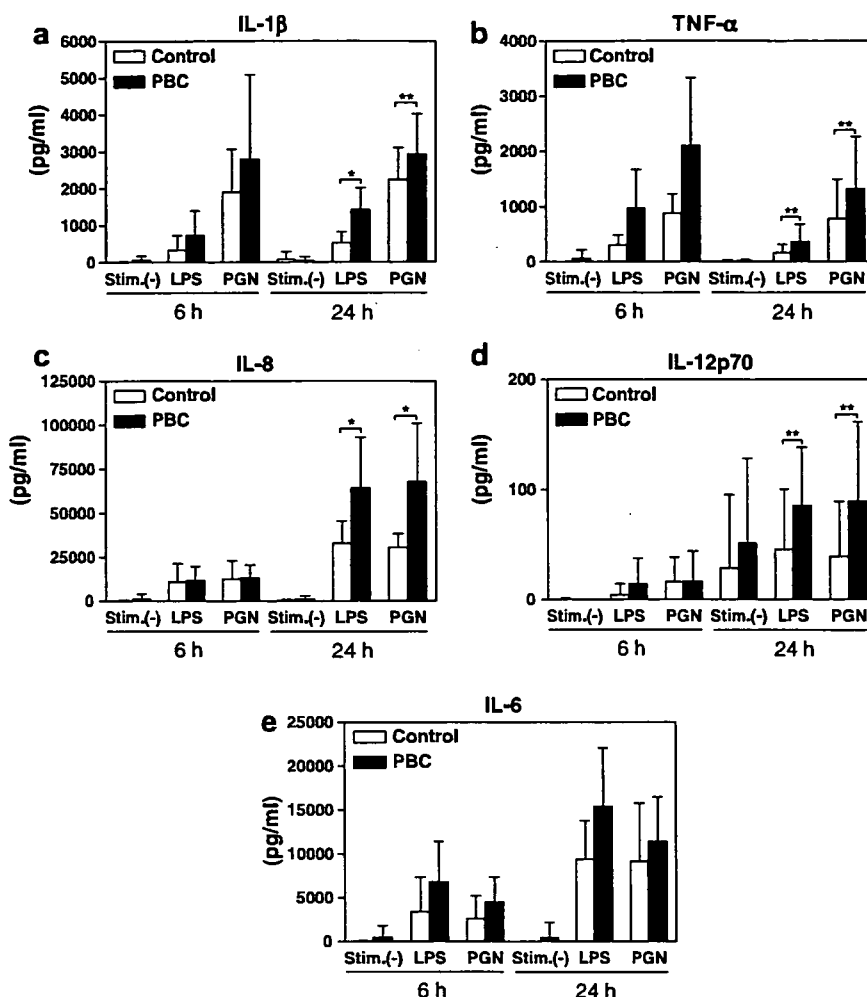 a
IL-1β
6000
5000
4000
3000
2000
1000
0
(pg/ml)
Control
PBC
*
**
Stim.(-) LPS PGN Stim.(-) LPS PGN
6 h 24 h
b
TNF-α
4000
3000
2000
1000
0
(pg/ml)
Control
PBC
**
**
Stim.(-) LPS PGN Stim.(-) LPS PGN
6 h 24 h
c
IL-8
125000
100000
75000
50000
25000
0
(pg/ml)
Control
PBC
*
*
Stim.(-) LPS PGN Stim.(-) LPS PGN
6 h 24 h
d
IL-12p70
200
100
0
(pg/ml)
Control
PBC
**
**
Stim.(-) LPS PGN Stim.(-) LPS PGN
6 h 24 h
e
IL-6
25000
20000
15000
10000
5000
0
(pg/ml)
Control
PBC
Stim.(-) LPS PGN Stim.(-) LPS PGN
6 h 24 h